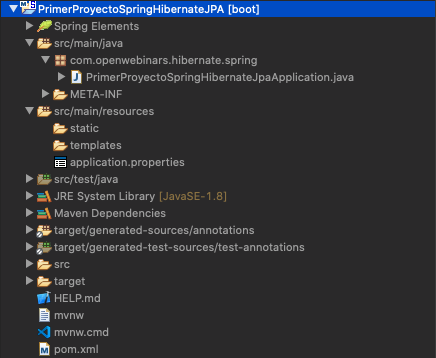 PrimerProyectoSpringHibernateJPA [boot]
Spring Elements
src/main/java
com.openwebinars.hibernate.spring
PrimerProyectoSpringHibernateJpaApplication.java
META-INF
src/main/resources
static
templates
application.properties
src/test/java
JRE System Library [JavaSE-1.8]
Maven Dependencies
target/generated-sources/annotations
target/generated-test-sources/test-annotations
src
target
HELP.md
mvnw
mvnw.cmd
pom.xml